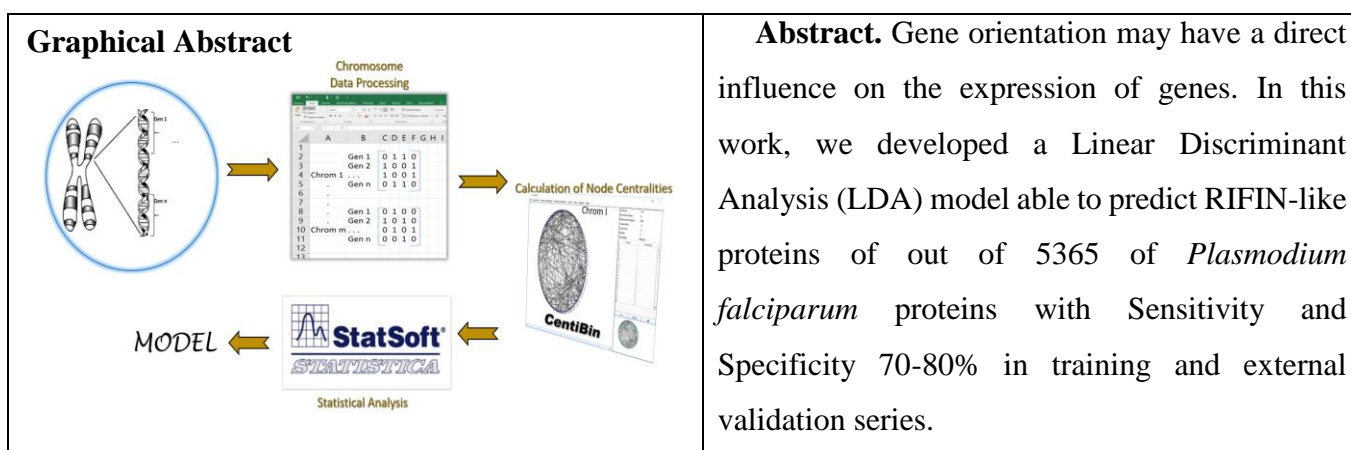 Graphical Abstract
Chromosome
Data Processing
Gen 1
...
Gen n
A B C D E F G H I
1
2 Gen 1 0 1 1 0
3 Gen 2 1 0 0 1
4 Chrom 1 . . . 1 0 0 1
5 . Gen n 0 1 1 0
6 .
7 .
8 . Gen 1 0 1 0 0
9 . Gen 2 1 0 1 0
10 Chrom m . . . 0 1 0 1
11 Gen n 0 0 1 0
12
13
Calculation of Node Centralities
Chrom I
CentiBin
StatSoft
STATISTICA
Statistical Analysis
MODEL
Abstract. Gene orientation may have a direct
influence on the expression of genes. In this
work, we developed a Linear Discriminant
Analysis (LDA) model able to predict RIFIN-like
proteins of out of 5365 of Plasmodium
falciparum proteins with Sensitivity and
Specificity 70-80% in training and external
validation series.